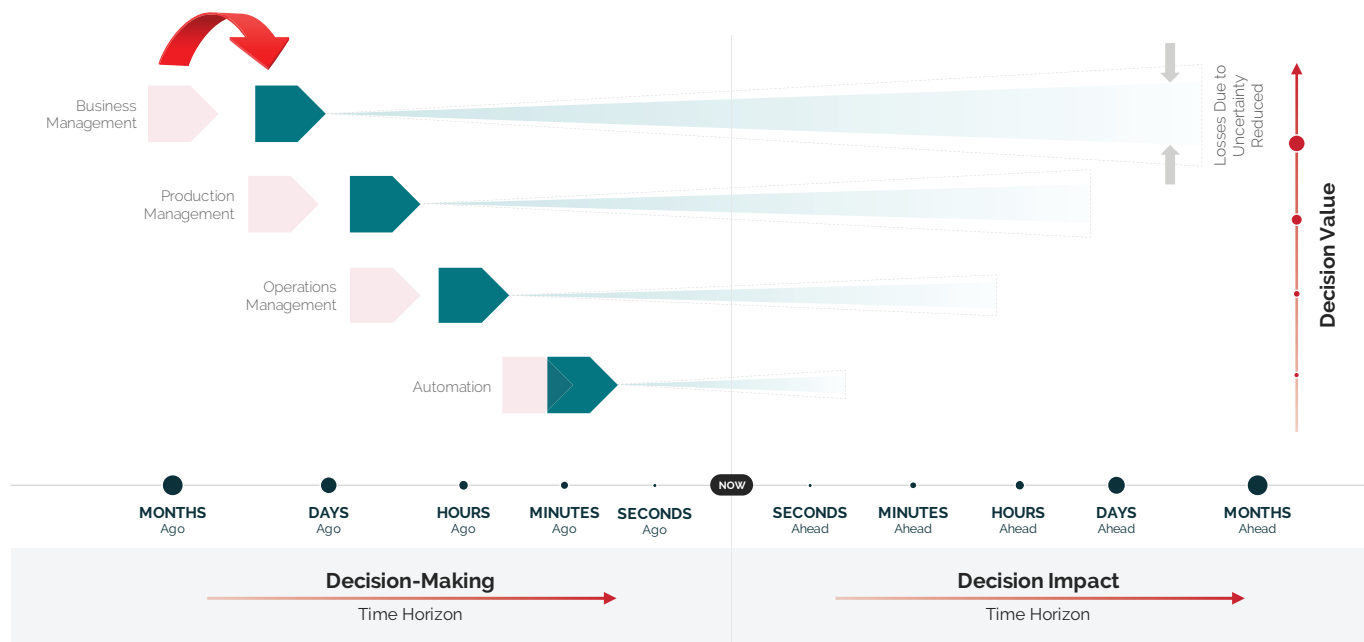 Business
Management
Production
Management
Operations
Management
Automation
Losses Due to
Uncertainty
Reduced
Decision Value
NOW
MONTHS
Ago
DAYS
Ago
HOURS
Ago
MINUTES
Ago
SECONDS
Ago
SECONDS
Ahead
MINUTES
Ahead
HOURS
Ahead
DAYS
Ahead
MONTHS
Ahead
Decision-Making
Time Horizon
Decision Impact
Time Horizon